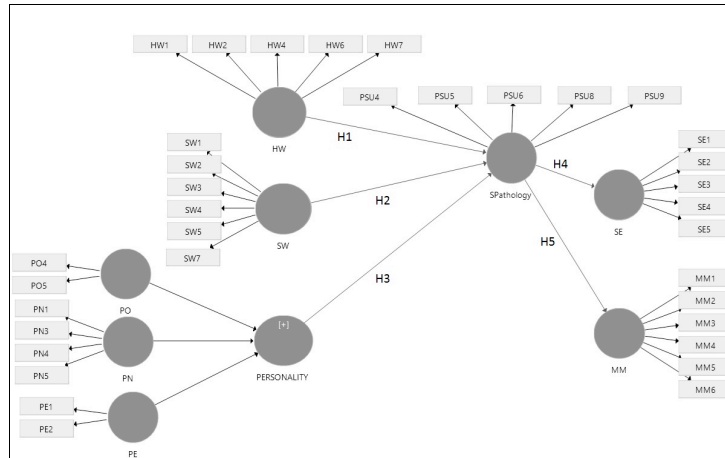 HW1
HW2
HW4
HW6
HW7
HW
H1
PSU4
PSU5
PSU6
PSU8
PSU9
SPathology
SW1
SW2
SW3
SW4
SW5
SW7
SW
H2
H3
H4
H5
SE1
SE2
SE3
SE4
SE5
SE
PO4
PO5
PO
PN1
PN3
PN4
PN5
PN
PE1
PE2
PE
[+]
PERSONALITY
MM1
MM2
MM3
MM4
MM5
MM6
MM